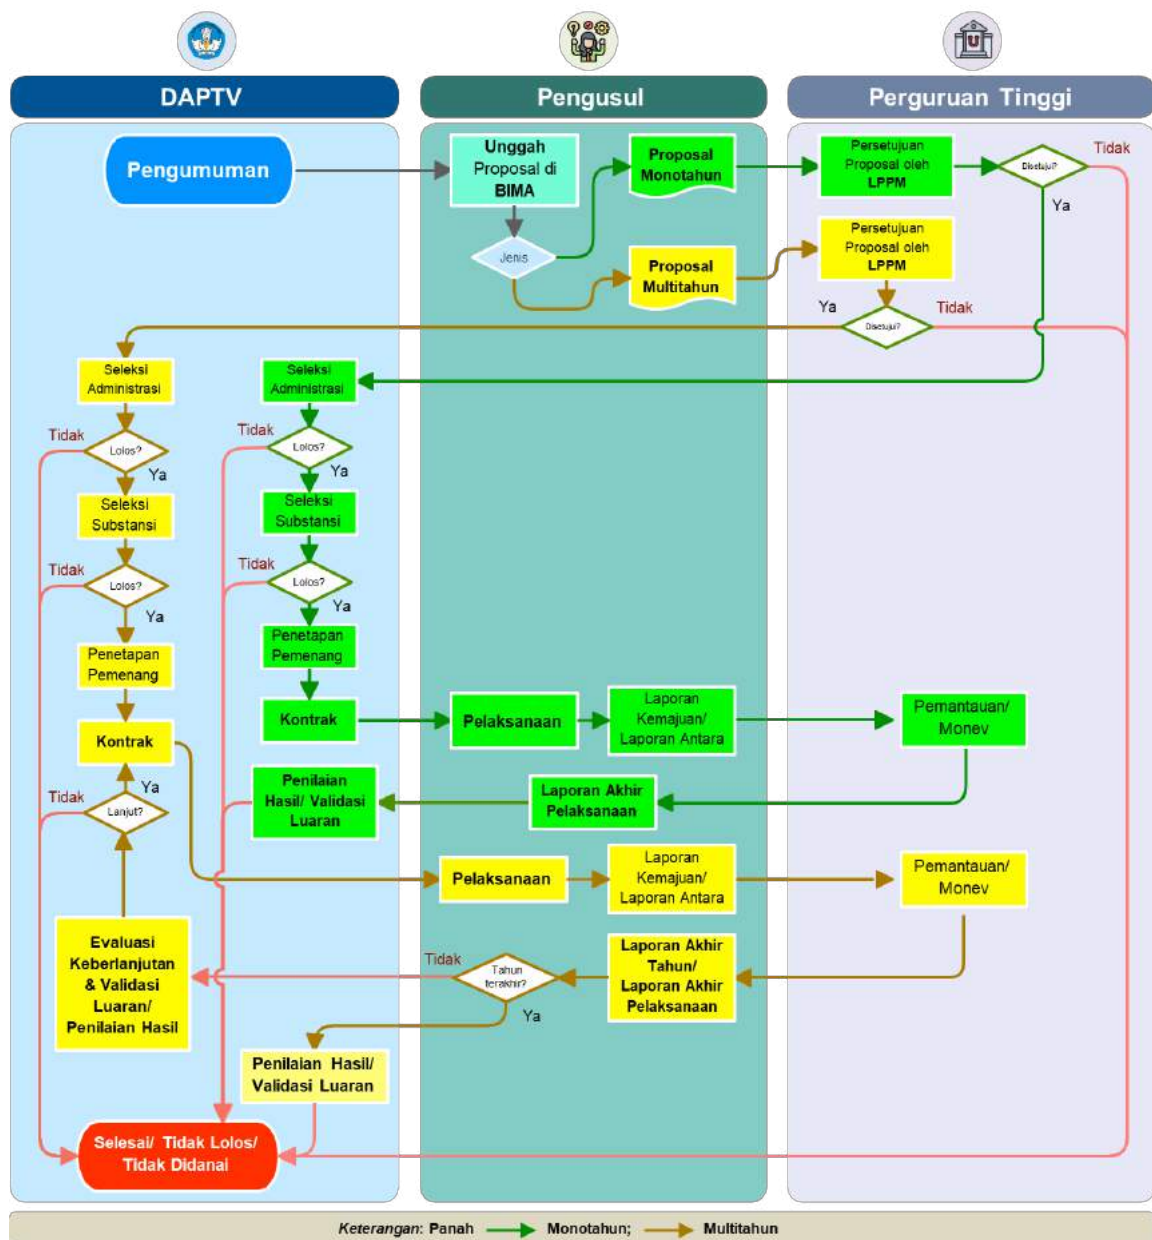 DAPTV
Pengusul
Perguruan Tinggi
Pengumuman
Unggah
Proposal di
BIMA
Jenis
Proposal
Monotahun
Proposal
Multitahun
Persetujuan
Proposal oleh
LPPM
Disetujui?
Tidak
Ya
Persetujuan
Proposal oleh
LPPM
Ya
Disetujui?
Tidak
Seleksi
Administrasi
Tidak
Lolos?
Ya
Seleksi
Substansi
Tidak
Lolos?
Ya
Penetapan
Pemenang
Kontrak
Ya
Tidak
Lanjut?
Seleksi
Administrasi
Tidak
Lolos?
Ya
Seleksi
Substansi
Tidak
Lolos?
Ya
Penetapan
Pemenang
Kontrak
Pelaksanaan
Laporan
Kemajuan/
Laporan Antara
Pemantauan/
Monev
Penilaian
Hasil/ Validasi
Luaran
Laporan Akhir
Pelaksanaan
Pelaksanaan
Laporan
Kemajuan/
Laporan Antara
Pemantauan/
Monev
Evaluasi
Keberlanjutan
& Validasi
Luaran/
Penilaian Hasil
Tidak
Tahun
terakhir?
Ya
Laporan Akhir
Tahun/
Laporan Akhir
Pelaksanaan
Penilaian Hasil/
Validasi Luaran
Selesai/ Tidak Lolos/
Tidak Didanai
Keterangan: Panah Monotahun; Multitahun